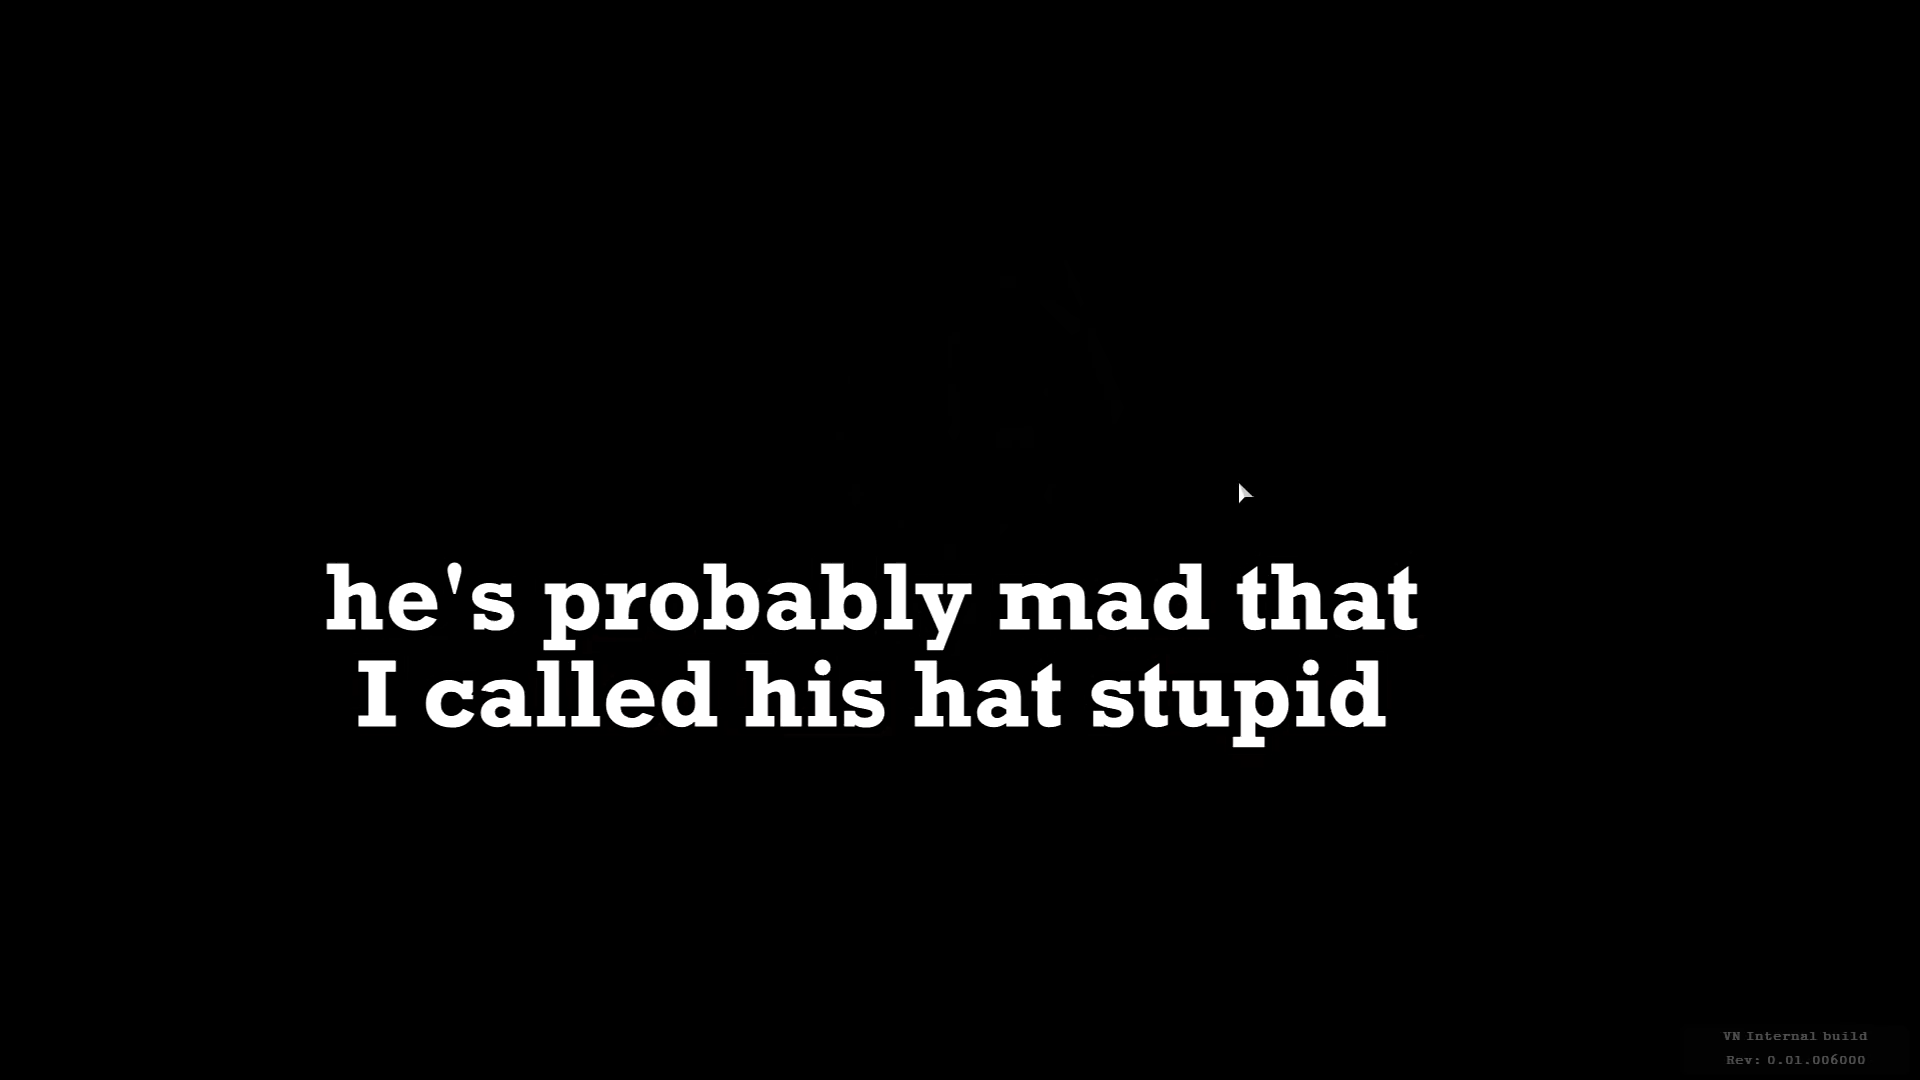 he's probably mad that
I called his hat stupid
VN Internal build
Rev: 0.01.006000